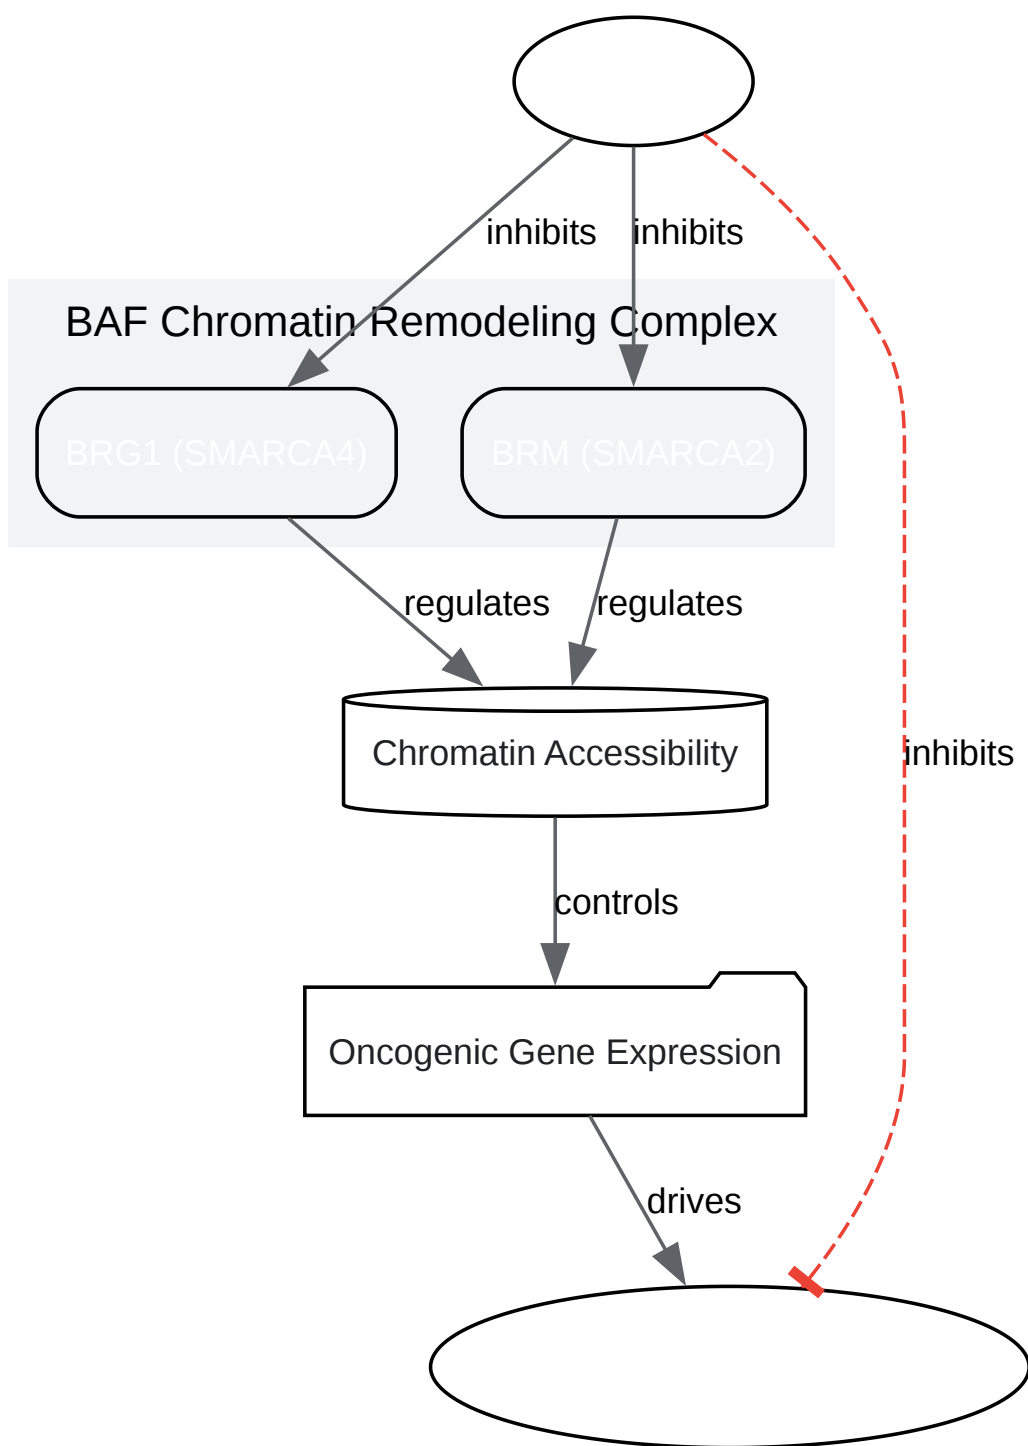 inhibits
inhibits
BAF Chromatin Remodeling Complex
BRG1 (SMARCA4)
BRM (SMARCA2)
regulates
regulates
Chromatin Accessibility
inhibits
controls
Oncogenic Gene Expression
drives